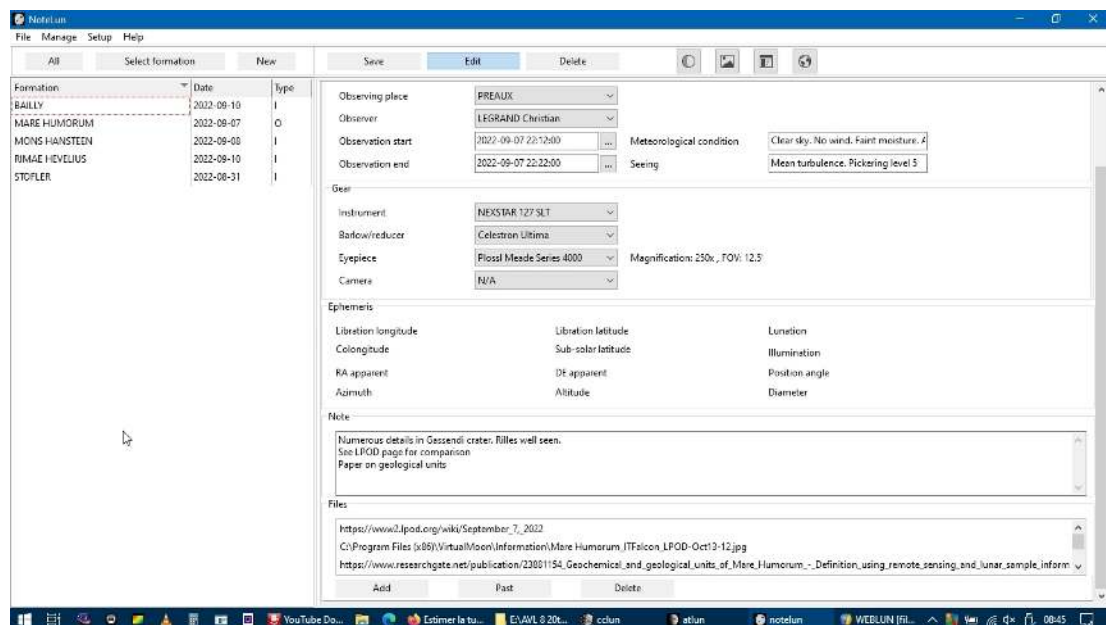 NoteLun
File Manage Setup Help
All Select formation New Save Edit Delete
Formation Date Type
BAILLY 2022-09-10 I
MARE HUMORUM 2022-09-07 O
MONS HANSTEEN 2022-09-08 I
RIMAE HEVELIUS 2022-09-10 I
STOFLER 2022-08-31 I
Observing place PREAUX
Observer LEGRAND Christian
Observation start 2022-09-07 22:12:00 ... Meteorological condition Clear sky. No wind. Faint moisture. A
Observation end 2022-09-07 22:22:00 ... Seeing Mean turbulence. Pickering level 5
Gear
Instrument NEXSTAR 127 SLT
Barlow/reducer Celestron Ultima
Eyepiece Plossl Meade Series 4000 Magnification: 250x , FOV: 12.5'
Camera N/A
Ephemeris
Libration longitude Libration latitude Lunation
Colongitude Sub-solar latitude Illumination
RA apparent DE apparent Position angle
Azimuth Altitude Diameter
Note
Numerous details in Gassendi crater. Rilles well seen.
See LPOD page for comparison
Paper on geological units
Files
https://www2.lpod.org/wiki/September_7,_2022
C:\Program Files (x86)\VirtualMoon\Information\Mare Humorum_ITFalcon_LPOD-Oct13-12.jpg
https://www.researchgate.net/publication/23881154_Geochemical_and_geological_units_of_Mare_Humorum_-_Definition_using_remote_sensing_and_lunar_sample_inform
Add Past Delete
YouTube Do... Estimer la tu... E:\AVL 8 20t... cclun atlun notelun WEBLUN [fil... 08:45